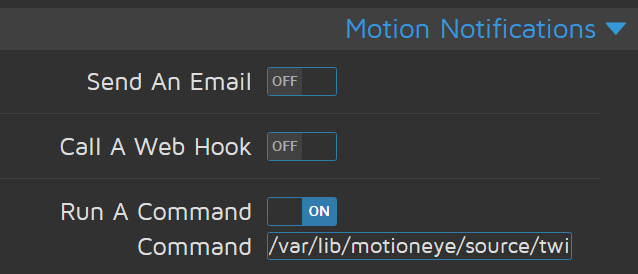 Motion Notifications
Send An Email OFF
Call A Web Hook OFF
Run A Command ON
Command /var/lib/motioneye/source/twi